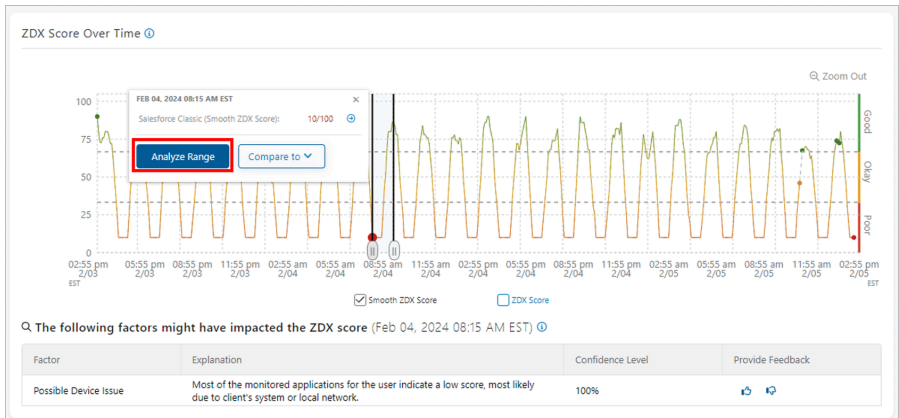 ZDX Score Over Time
Zoom Out
FEB 04, 2024 08:15 AM EST
Salesforce Classic (Smooth ZDX Score): 10/100
Analyze Range
Compare to
100
75
50
25
0
Good
Okay
Poor
02:55 pm 05:55 pm 08:55 pm 11:55 pm 02:55 am 05:55 am 08:55 am 11:55 am 02:55 pm 05:55 pm 08:55 pm 11:55 pm 02:55 am 05:55 am 08:55 am 11:55 am 02:55 pm
2/03 2/03 2/03 2/03 2/04 2/04 2/04 2/04 2/04 2/04 2/04 2/04 2/05 2/05 2/05 2/05 2/05
EST EST
Smooth ZDX Score
ZDX Score
The following factors might have impacted the ZDX score (Feb 04, 2024 08:15 AM EST)
Factor Explanation Confidence Level Provide Feedback
Possible Device Issue
Most of the monitored applications for the user indicate a low score, most likely
due to client's system or local network.
100%